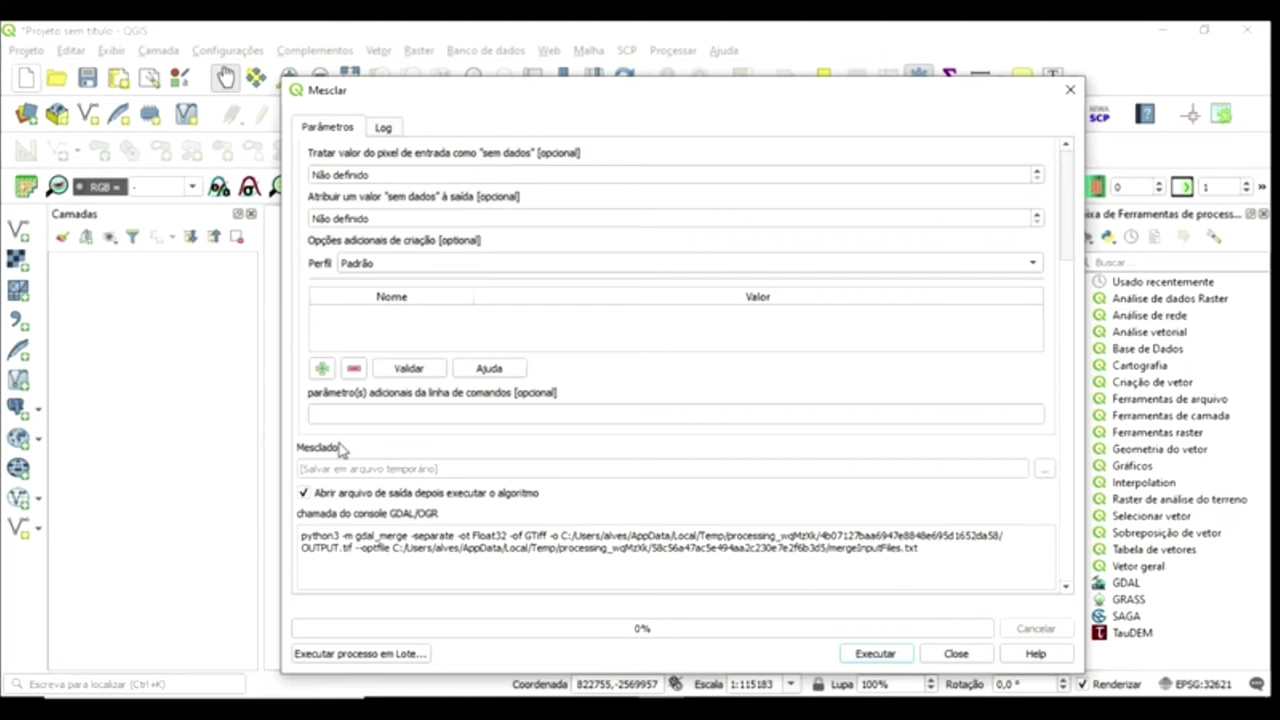 *Projeto sem título - QGIS
Projeto Editar Exibir Camada Configurações Complementos Vetor Raster Banco de dados Web Malha SCP Processar Ajuda
Mesclar
SCP
Parâmetros Log
Tratar valor do pixel de entrada como "sem dados" [opcional]
Não definido
RGB = - 0 1 »
Atribuir um valor "sem dados" à saída [opcional]
Camadas
ixa de Ferramentas de process...
Não definido
Opções adicionais de criação [optional]
Perfil Padrão
Buscar...
Nome Valor
Validar Ajuda
parâmetro(s) adicionais da linha de comandos [opcional]
Mesclado
[Salvar em arquivo temporário]
...
Abrir arquivo de saída depois executar o algoritmo
chamada do console GDAL/OGR
python3 -m gdal_merge -separate -ot Float32 -of GTiff -o C:/Users/alves/AppData/Local/Temp/processing_wqMzXk/4b07127baa6947e8848e695d1652da58/
OUTPUT.tif --optfile C:/Users/alves/AppData/Local/Temp/processing_wqMzXk/58c56a47ac5e494aa2c230e7e2f6b3d5/mergeInputFiles.txt
0% Cancelar
Executar processo em Lote... Executar Close Help
Usado recentemente
Análise de dados Raster
Análise de rede
Análise vetorial
Base de Dados
Cartografia
Criação de vetor
Ferramentas de arquivo
Ferramentas de camada
Ferramentas raster
Geometria do vetor
Gráficos
Interpolation
Raster de análise do terreno
Selecionar vetor
Sobreposição de vetor
Tabela de vetores
Vetor geral
GDAL
GRASS
SAGA
TauDEM
Escreva para localizar (Ctrl+K) Coordenada 822755,-2569957 Escala 1:115183 Lupa 100% Rotação 0,0 ° Renderizar EPSG:32621